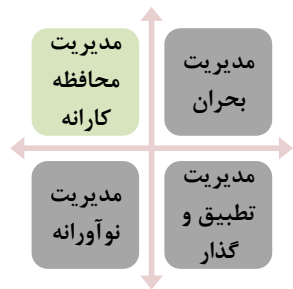 مدیریت
بحران
مدیریت
محافظه
کارانه
مدیریت
تطبیق و
گذار
مدیریت
نوآورانه